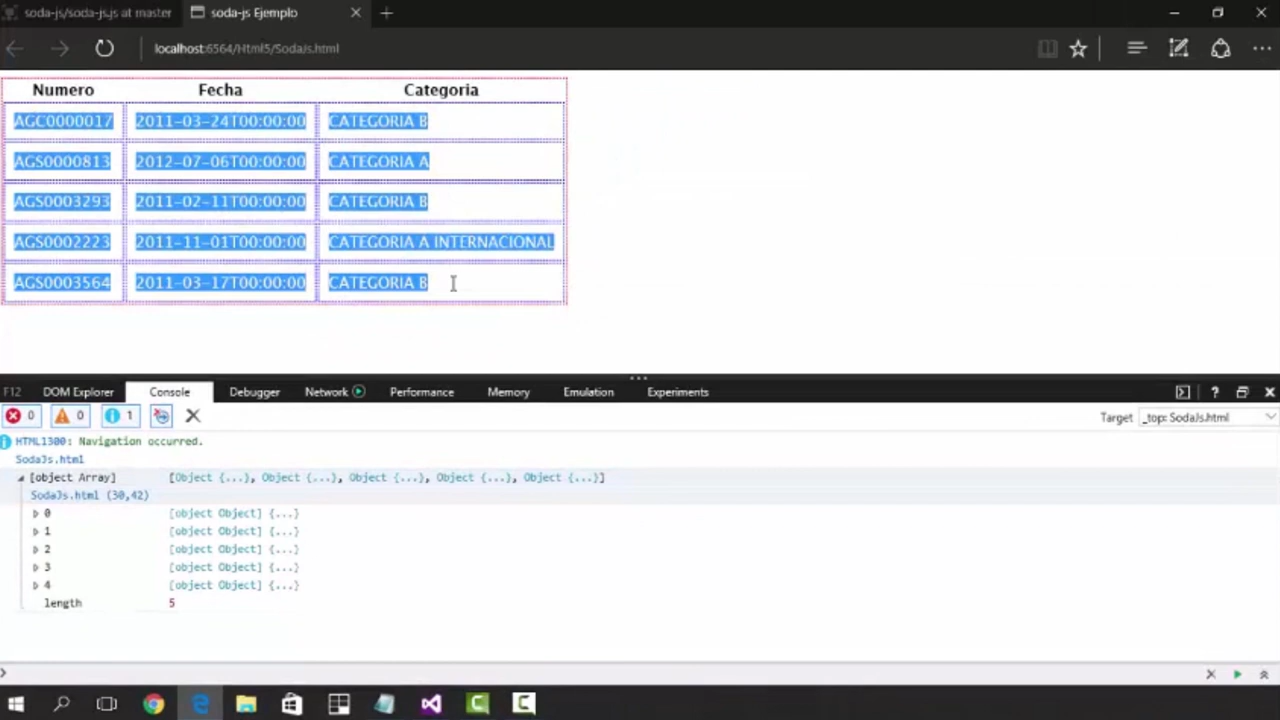 soda-js/soda-js.js at master
soda-js Ejemplo
localhost:6564/Html5/SodaJs.html
Numero Fecha Categoria
AGC0000017 2011-03-24T00:00:00 CATEGORIA B
AGS0000813 2012-07-06T00:00:00 CATEGORIA A
AGS0003293 2011-02-11T00:00:00 CATEGORIA B
AGS0002223 2011-11-01T00:00:00 CATEGORIA A INTERNACIONAL
AGS0003564 2011-03-17T00:00:00 CATEGORIA B
F12 DOM Explorer Console Debugger Network Performance Memory Emulation Experiments ?
0 0 1 Target _top: SodaJs.html
HTML1300: Navigation occurred.
SodaJs.html
[object Array] [Object {...}, Object {...}, Object {...}, Object {...}, Object {...}]
SodaJs.html (30,42)
0 [object Object] {...}
1 [object Object] {...}
2 [object Object] {...}
3 [object Object] {...}
4 [object Object] {...}
length 5